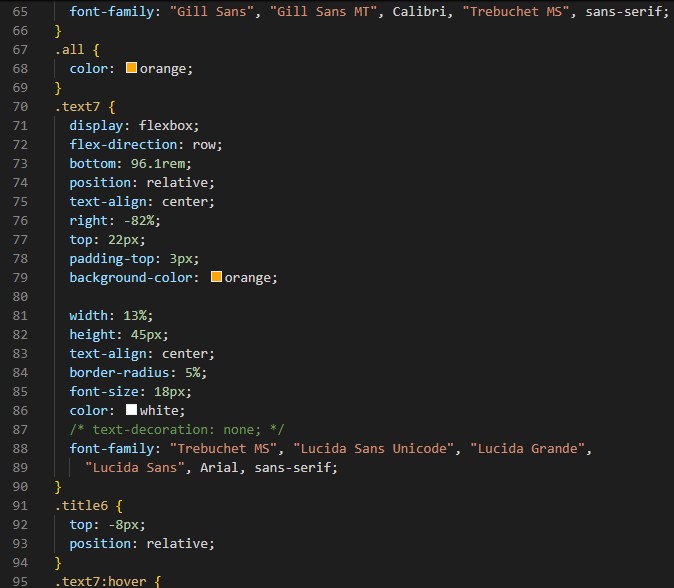 65 font-family: "Gill Sans", "Gill Sans MT", Calibri, "Trebuchet MS", sans-serif;
66 }
67 .all {
68 color: orange;
69 }
70 .text7 {
71 display: flexbox;
72 flex-direction: row;
73 bottom: 96.1rem;
74 position: relative;
75 text-align: center;
76 right: -82%;
77 top: 22px;
78 padding-top: 3px;
79 background-color: orange;
80
81 width: 13%;
82 height: 45px;
83 text-align: center;
84 border-radius: 5%;
85 font-size: 18px;
86 color: white;
87 /* text-decoration: none; */
88 font-family: "Trebuchet MS", "Lucida Sans Unicode", "Lucida Grande",
89 "Lucida Sans", Arial, sans-serif;
90 }
91 .title6 {
92 top: -8px;
93 position: relative;
94 }
95 .text7:hover {